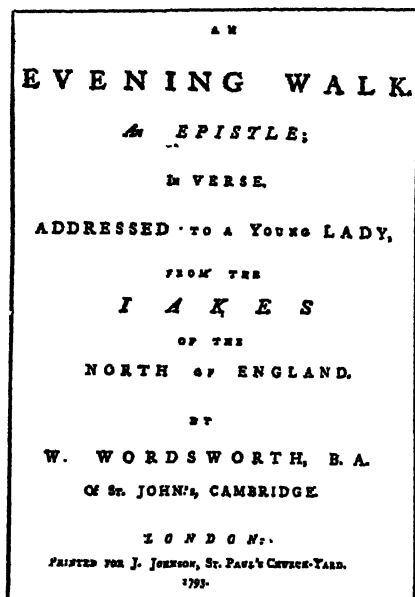 AN
EVENING WALK.
An EPISTLE;
IN VERSE.
ADDRESSED TO A YOUNG LADY,
FROM THE
LAKES
OF THE
NORTH OF ENGLAND.
BY
W. WORDSWORTH, B. A.
Of ST. JOHN'S, CAMBRIDGE.
LONDON:
PRINTED FOR J. JOHNSON, ST. PAUL'S CHURCH-YARD.
1793.